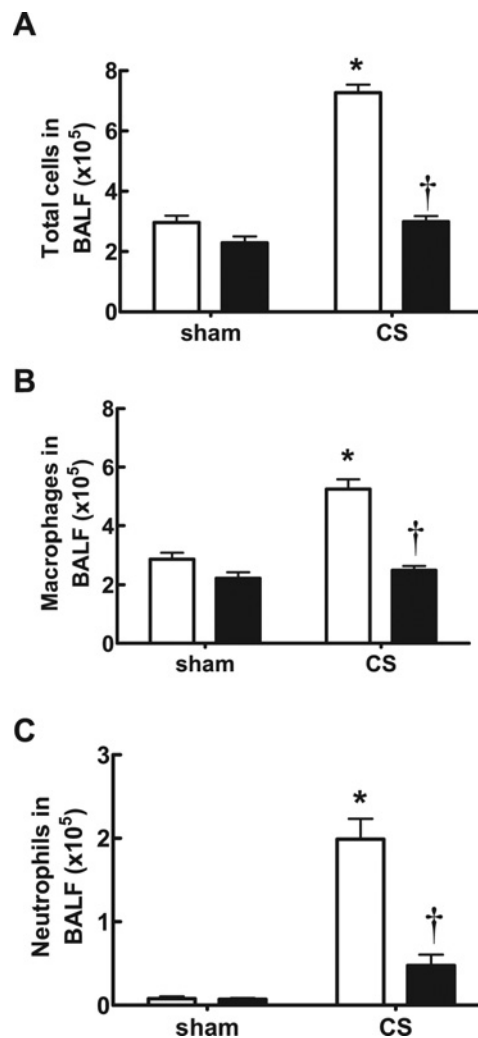 A
Total cells in
BALF (x10⁵)
8
6
4
2
0
*
†
sham
CS
B
Macrophages in
BALF (x10⁵)
8
6
4
2
0
*
†
sham
CS
C
Neutrophils in
BALF (x10⁵)
3
2
1
0
*
†
sham
CS